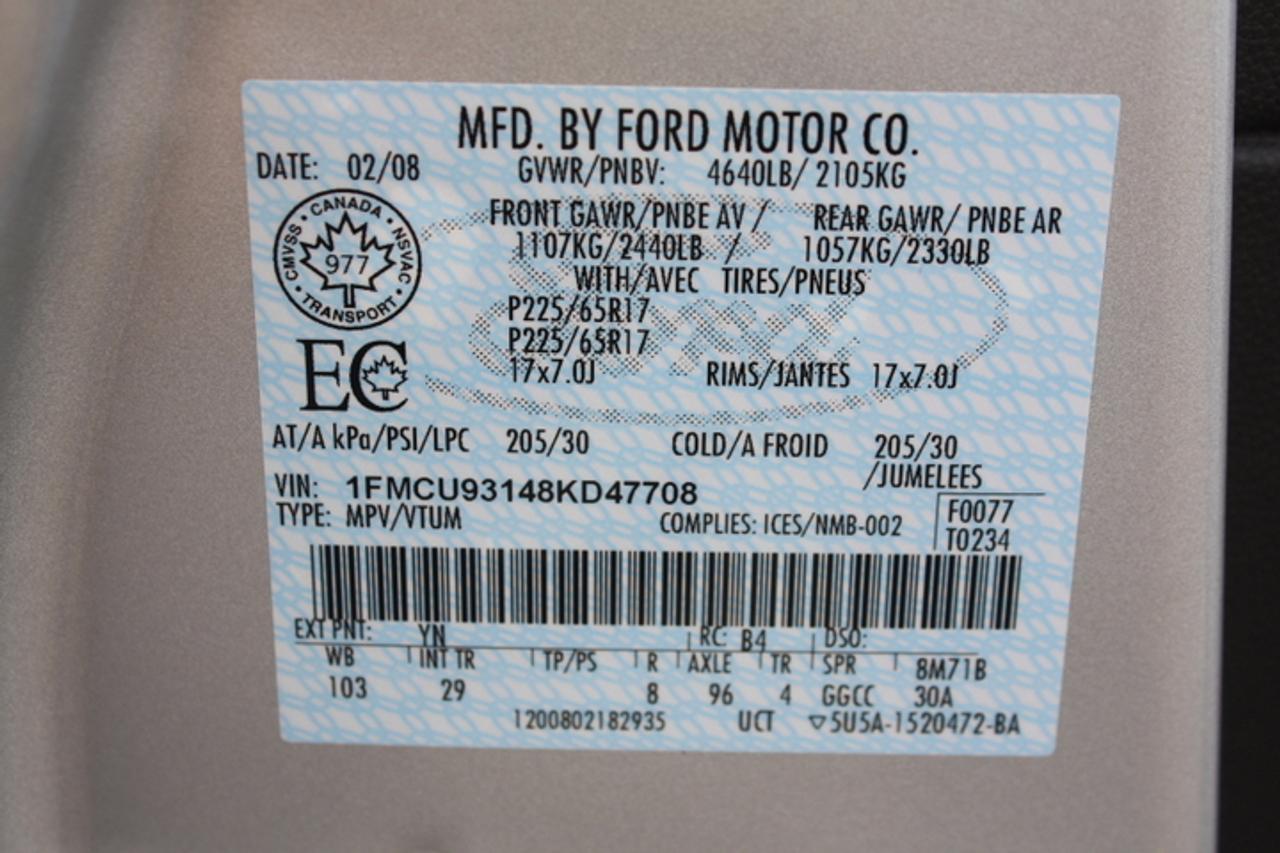 MFD. BY FORD MOTOR CO.
DATE: 02/08 GVWR/PNBV: 4640LB/ 2105KG
CANADA
CMVSS 977 NSVAC
TRANSPORT
FRONT GAWR/PNBE AV / REAR GAWR/ PNBE AR
1107KG/2440LB / 1057KG/2330LB
WITH/AVEC TIRES/PNEUS
P225/65R17
P225/65R17
EC
17x7.0J RIMS/JANTES 17x7.0J
AT/A kPa/PSI/LPC 205/30 COLD/A FROID 205/30
/JUMELEES
VIN: 1FMCU93148KD47708
TYPE: MPV/VTUM COMPLIES: ICES/NMB-002
F0077
T0234
EXT PNT: YN RC: B4 DSO:
WB INT TR TP/PS R AXLE TR SPR 8M71B
103 29 8 96 4 GGCC 30A
1200802182935 UCT ▽5U5A-1520472-BA